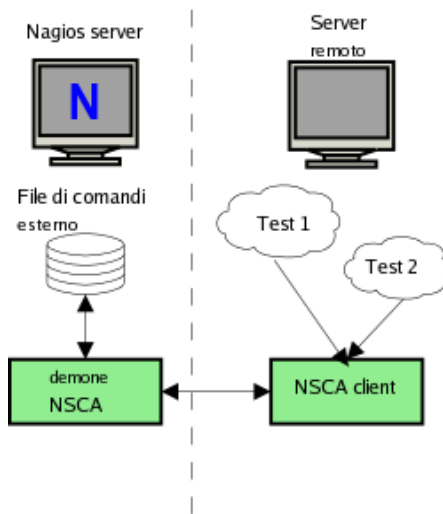 Nagios server
N
File di comandi
esterno
demone
NSCA
Server
remoto
Test 1
Test 2
NSCA client